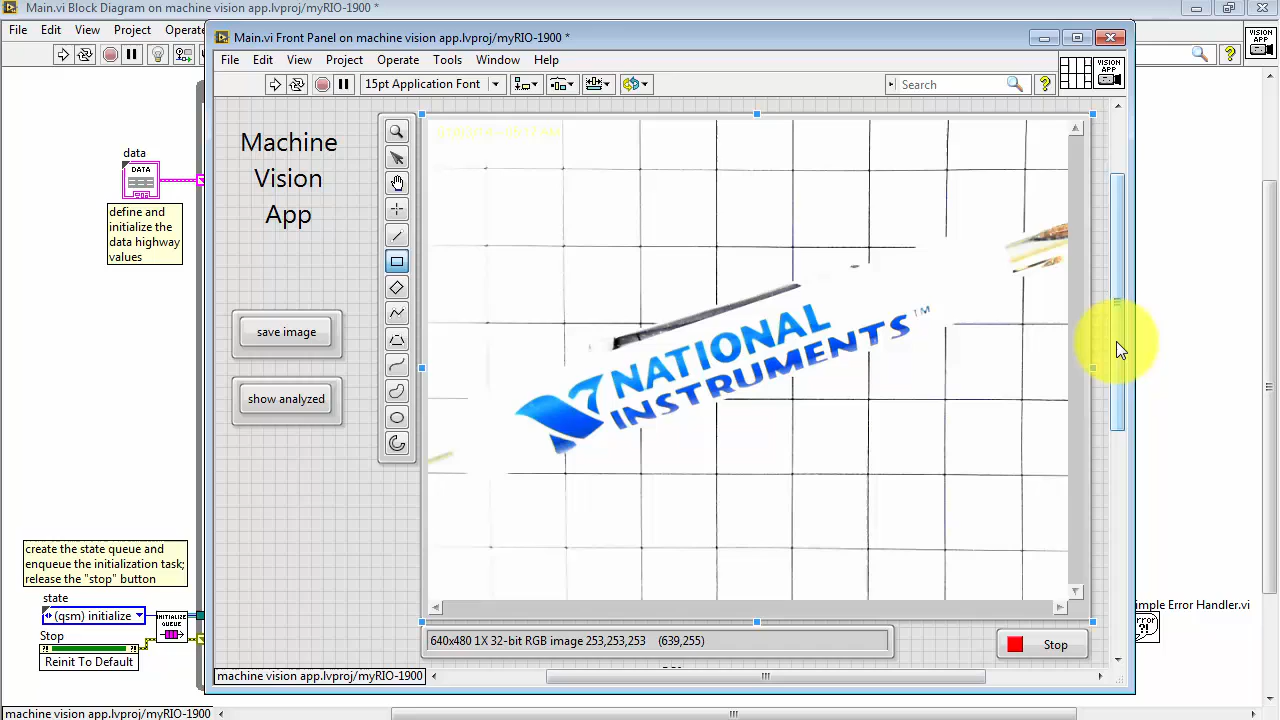 Main.vi Block Diagram on machine vision app.lvproj/myRIO-1900 *
File Edit View Project Operate
Main.vi Front Panel on machine vision app.lvproj/myRIO-1900 *
File Edit View Project Operate Tools Window Help
15pt Application Font
Search
VISION APP
VISION APP
Machine
Vision
App
data
DATA
define and
initialize the
data highway
values
save image
show analyzed
NATIONAL
INSTRUMENTS™
create the state queue and
enqueue the initialization task;
release the "stop" button
state
(qsm) initialize
INITIALIZE
QUEUE
Stop
Reinit To Default
640x480 1X 32-bit RGB image 253,253,253 (639,255)
Stop
imple Error Handler.vi
machine vision app.lvproj/myRIO-1900
machine vision app.lvproj/myRIO-1900